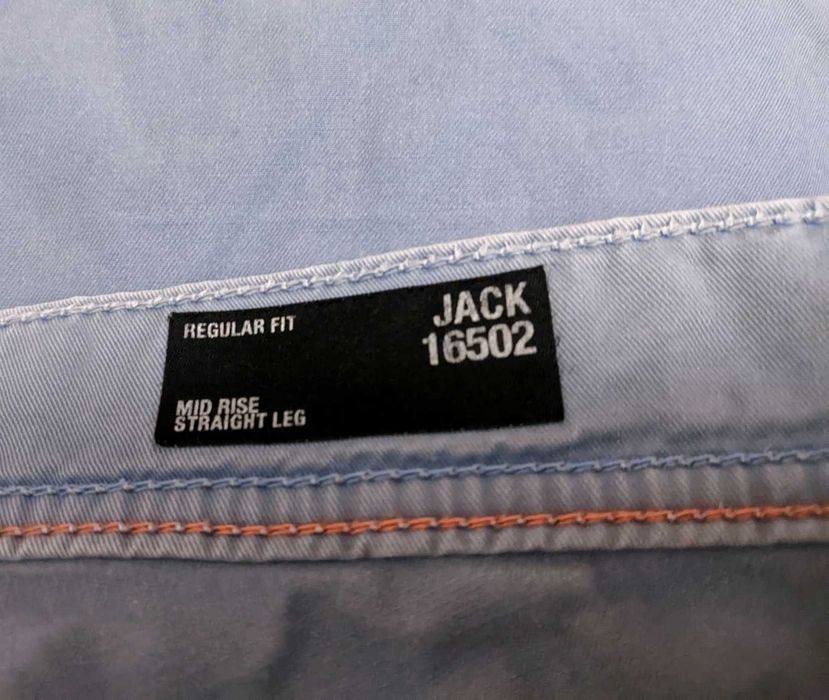 REGULAR FIT
JACK
16502
MID RISE
STRAIGHT LEG